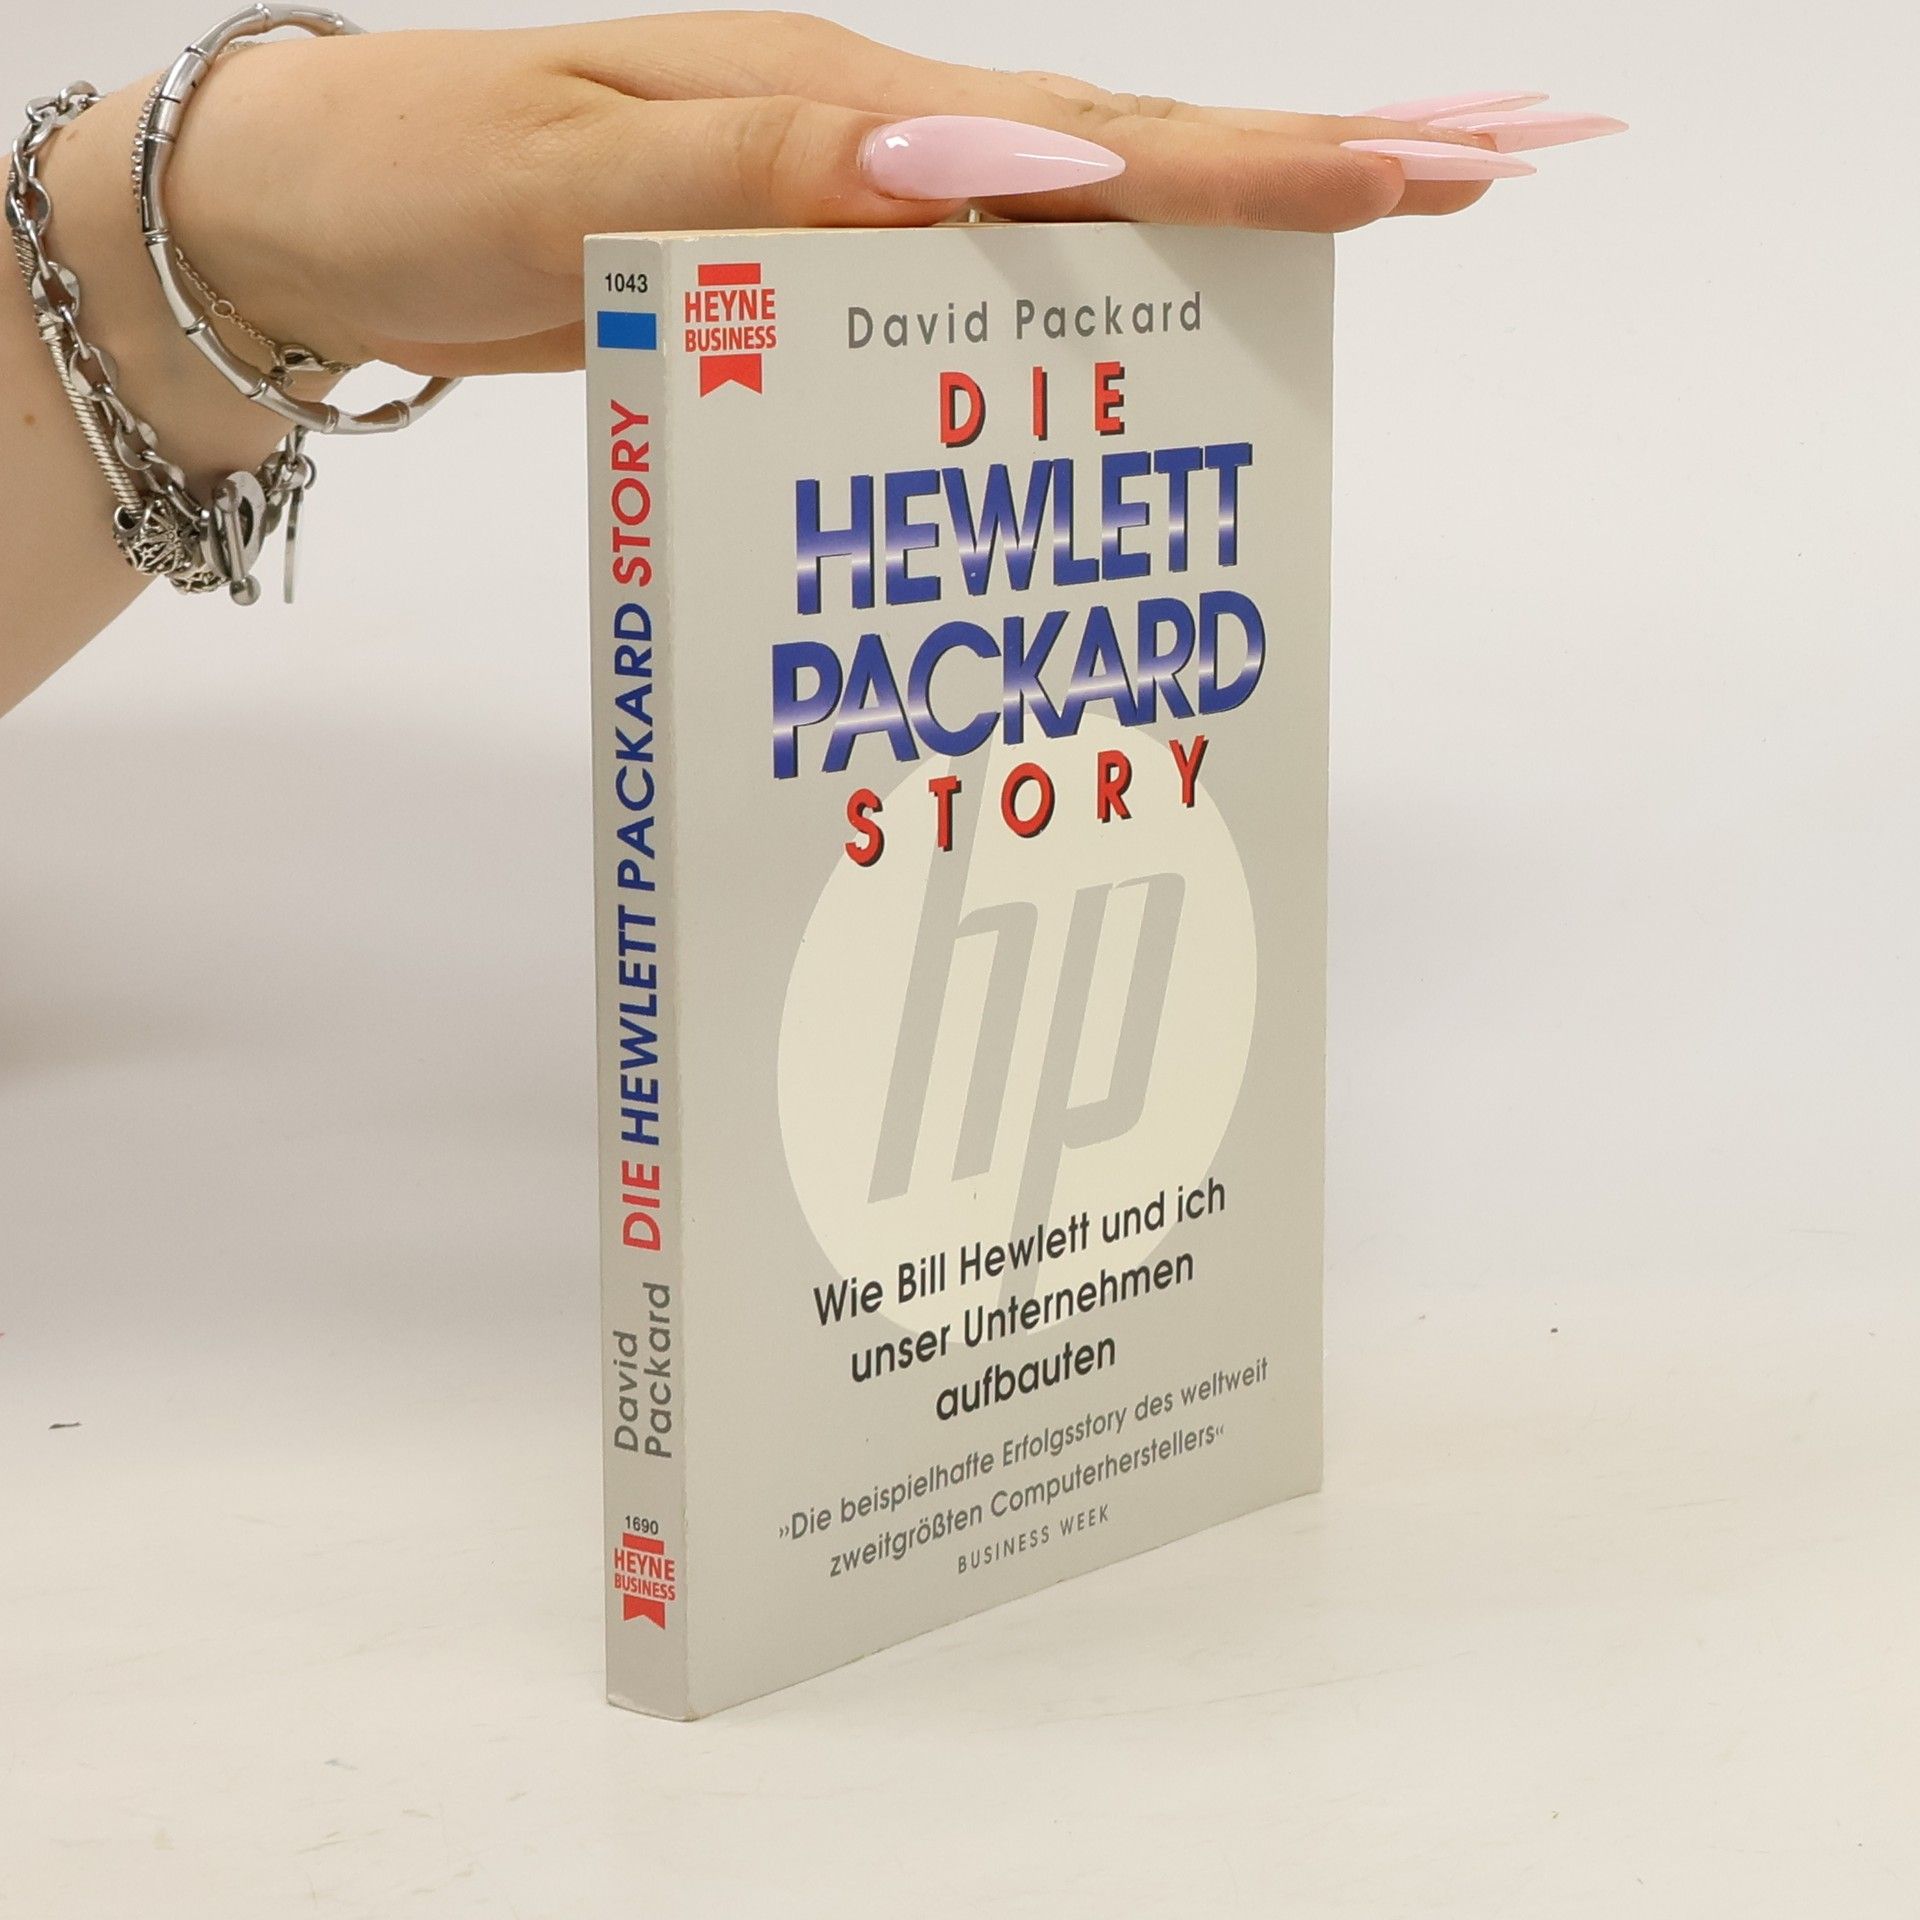 1043
DIE HEWLETT PACKARD STORY
David
Packard
1690
HEYNE
BUSINESS
HEYNE
BUSINESS
David Packard
DIE
HEWLETT
PACKARD
STORY
hp
Wie Bill Hewlett und ich
unser Unternehmen
aufbauten
»Die beispielhafte Erfolgsstory des weltweit
zweitgrößten Computerherstellers«
BUSINESS WEEK